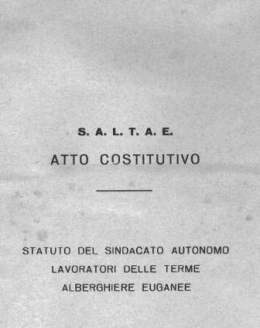 S. A. L. T. A. E.
ATTO COSTITUTIVO
STATUTO DEL SINDACATO AUTONOMO
LAVORATORI DELLE TERME
ALBERGHIERE EUGANEE